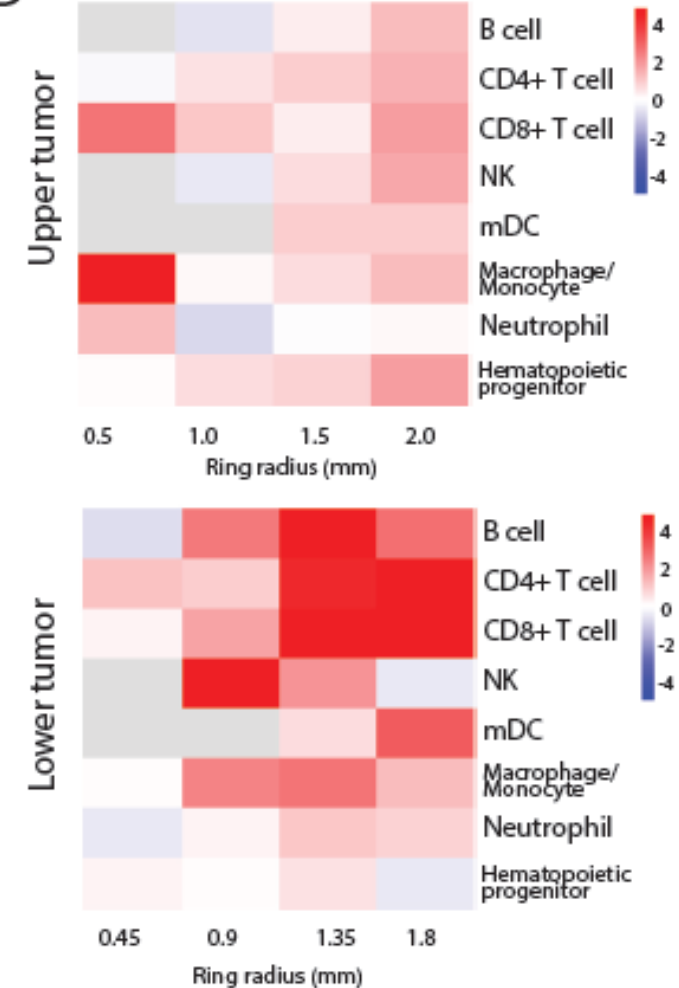 B cell
CD4+ T cell
CD8+ T cell
NK
mDC
Macrophage/
Monocyte
Neutrophil
Hematopoietic
progenitor
Upper tumor
4
2
0
-2
-4
0.5 1.0 1.5 2.0
Ring radius (mm)
B cell
CD4+ T cell
CD8+ T cell
NK
mDC
Macrophage/
Monocyte
Neutrophil
Hematopoietic
progenitor
Lower tumor
4
2
0
-2
-4
0.45 0.9 1.35 1.8
Ring radius (mm)